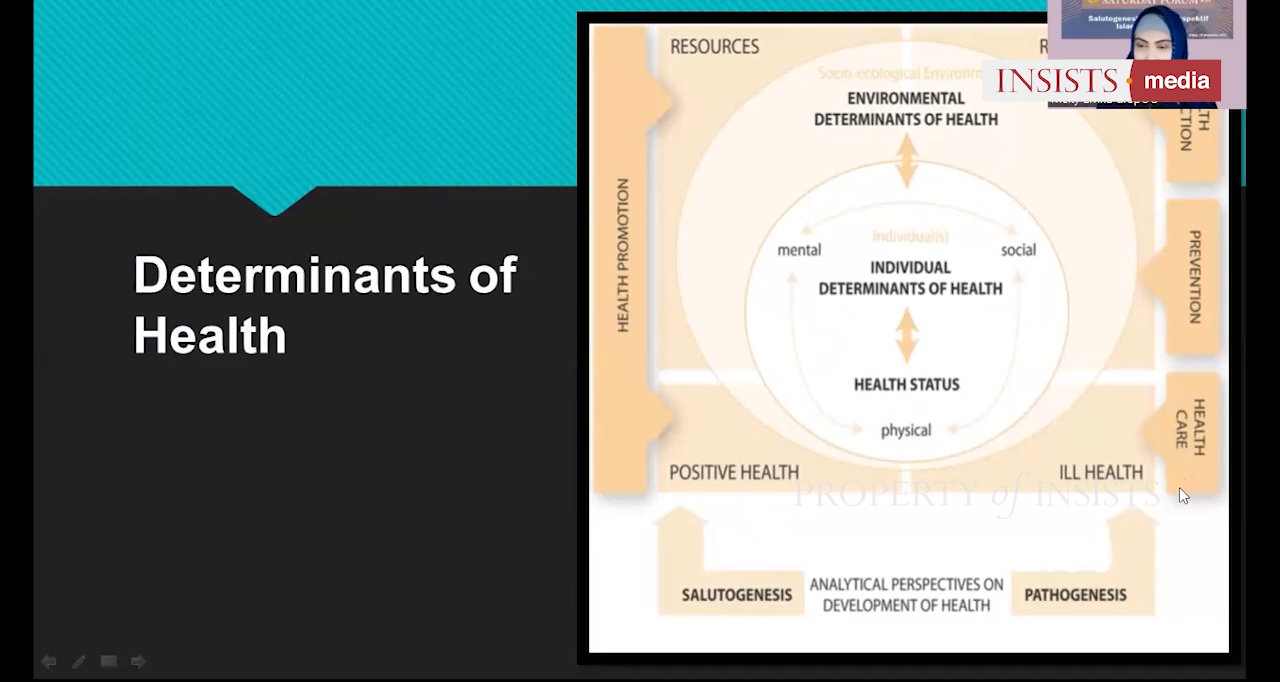 Determinants of
Health
RESOURCES
Socio-ecological
ENVIRONMENTAL
DETERMINANTS OF HEALTH
mental
Individual(s)
social
INDIVIDUAL
DETERMINANTS OF HEALTH
HEALTH STATUS
physical
POSITIVE HEALTH
ILL HEALTH
HEALTH PROMOTION
PREVENTION
HEALTH
CARE
SALUTOGENESIS
ANALYTICAL PERSPECTIVES ON
DEVELOPMENT OF HEALTH
PATHOGENESIS
SATURDAY FORUM
INSISTS media
PROPERTY of INSISTS